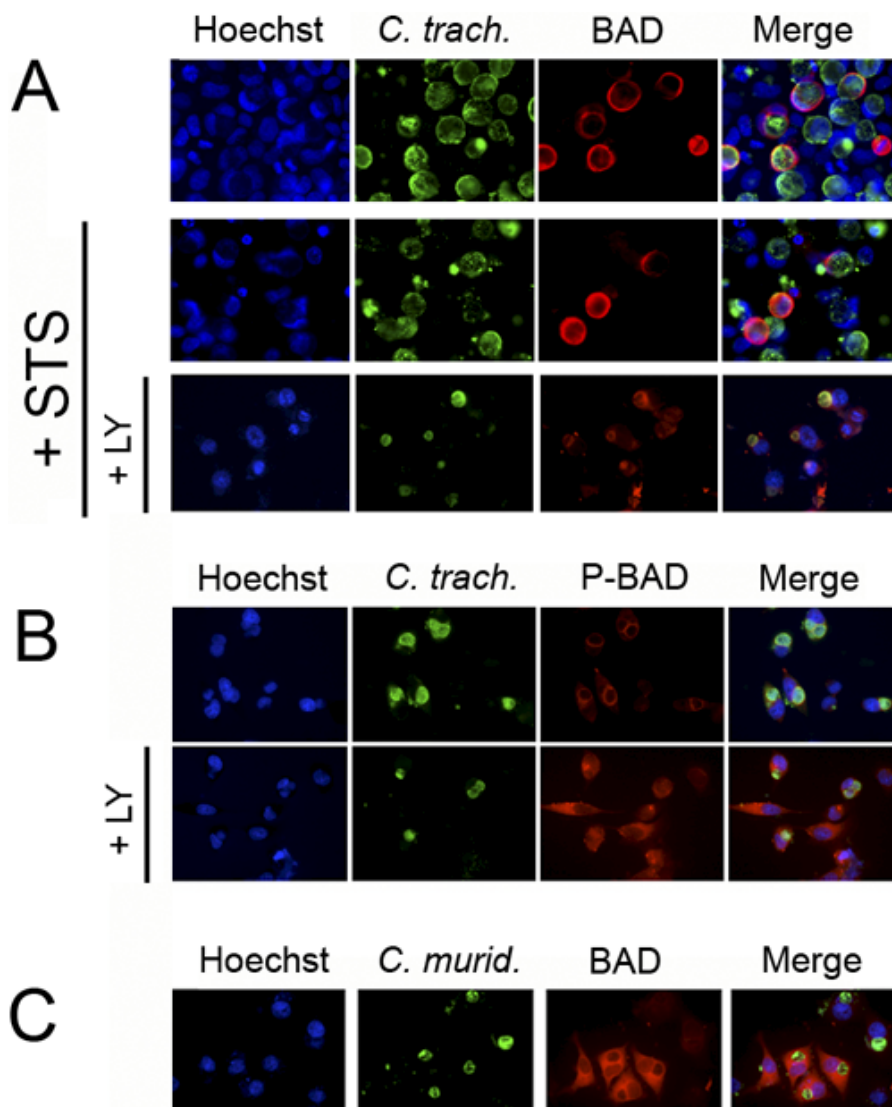 Hoechst C. trach. BAD Merge
A
+ STS
+ LY
Hoechst C. trach. P-BAD Merge
B
+ LY
Hoechst C. murid. BAD Merge
C